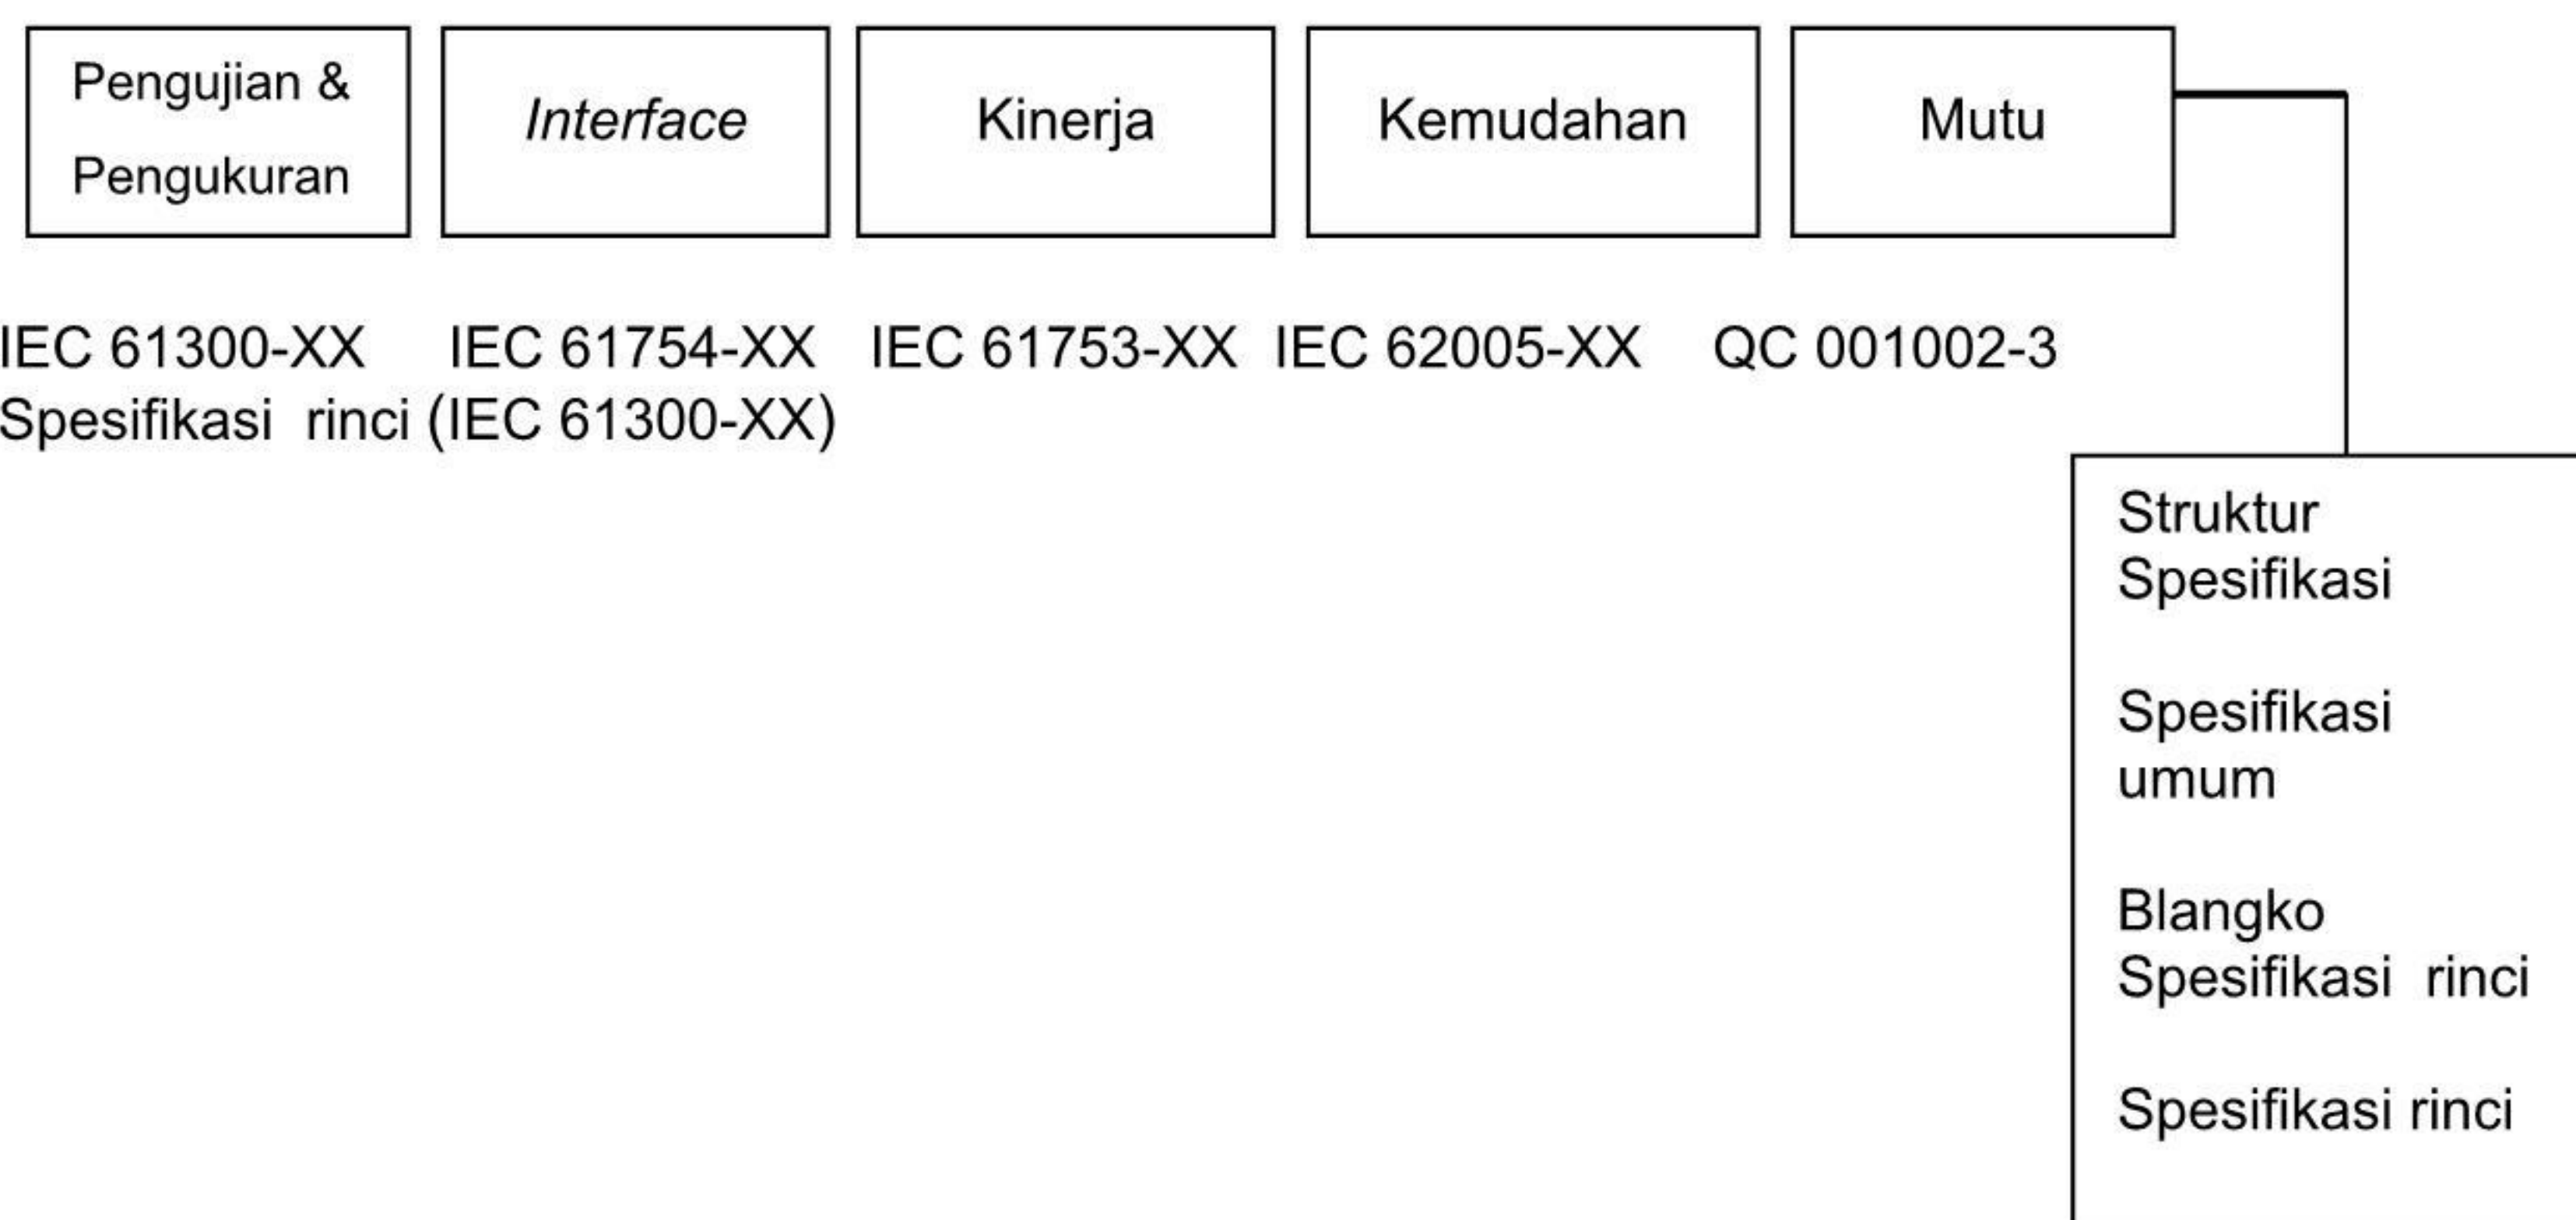 Pengujian &
Pengukuran
Interface
Kinerja
Kemudahan
Mutu
IEC 61300-XX IEC 61754-XX IEC 61753-XX IEC 62005-XX QC 001002-3
Spesifikasi rinci (IEC 61300-XX)
Struktur
Spesifikasi
Spesifikasi
umum
Blangko
Spesifikasi rinci
Spesifikasi rinci